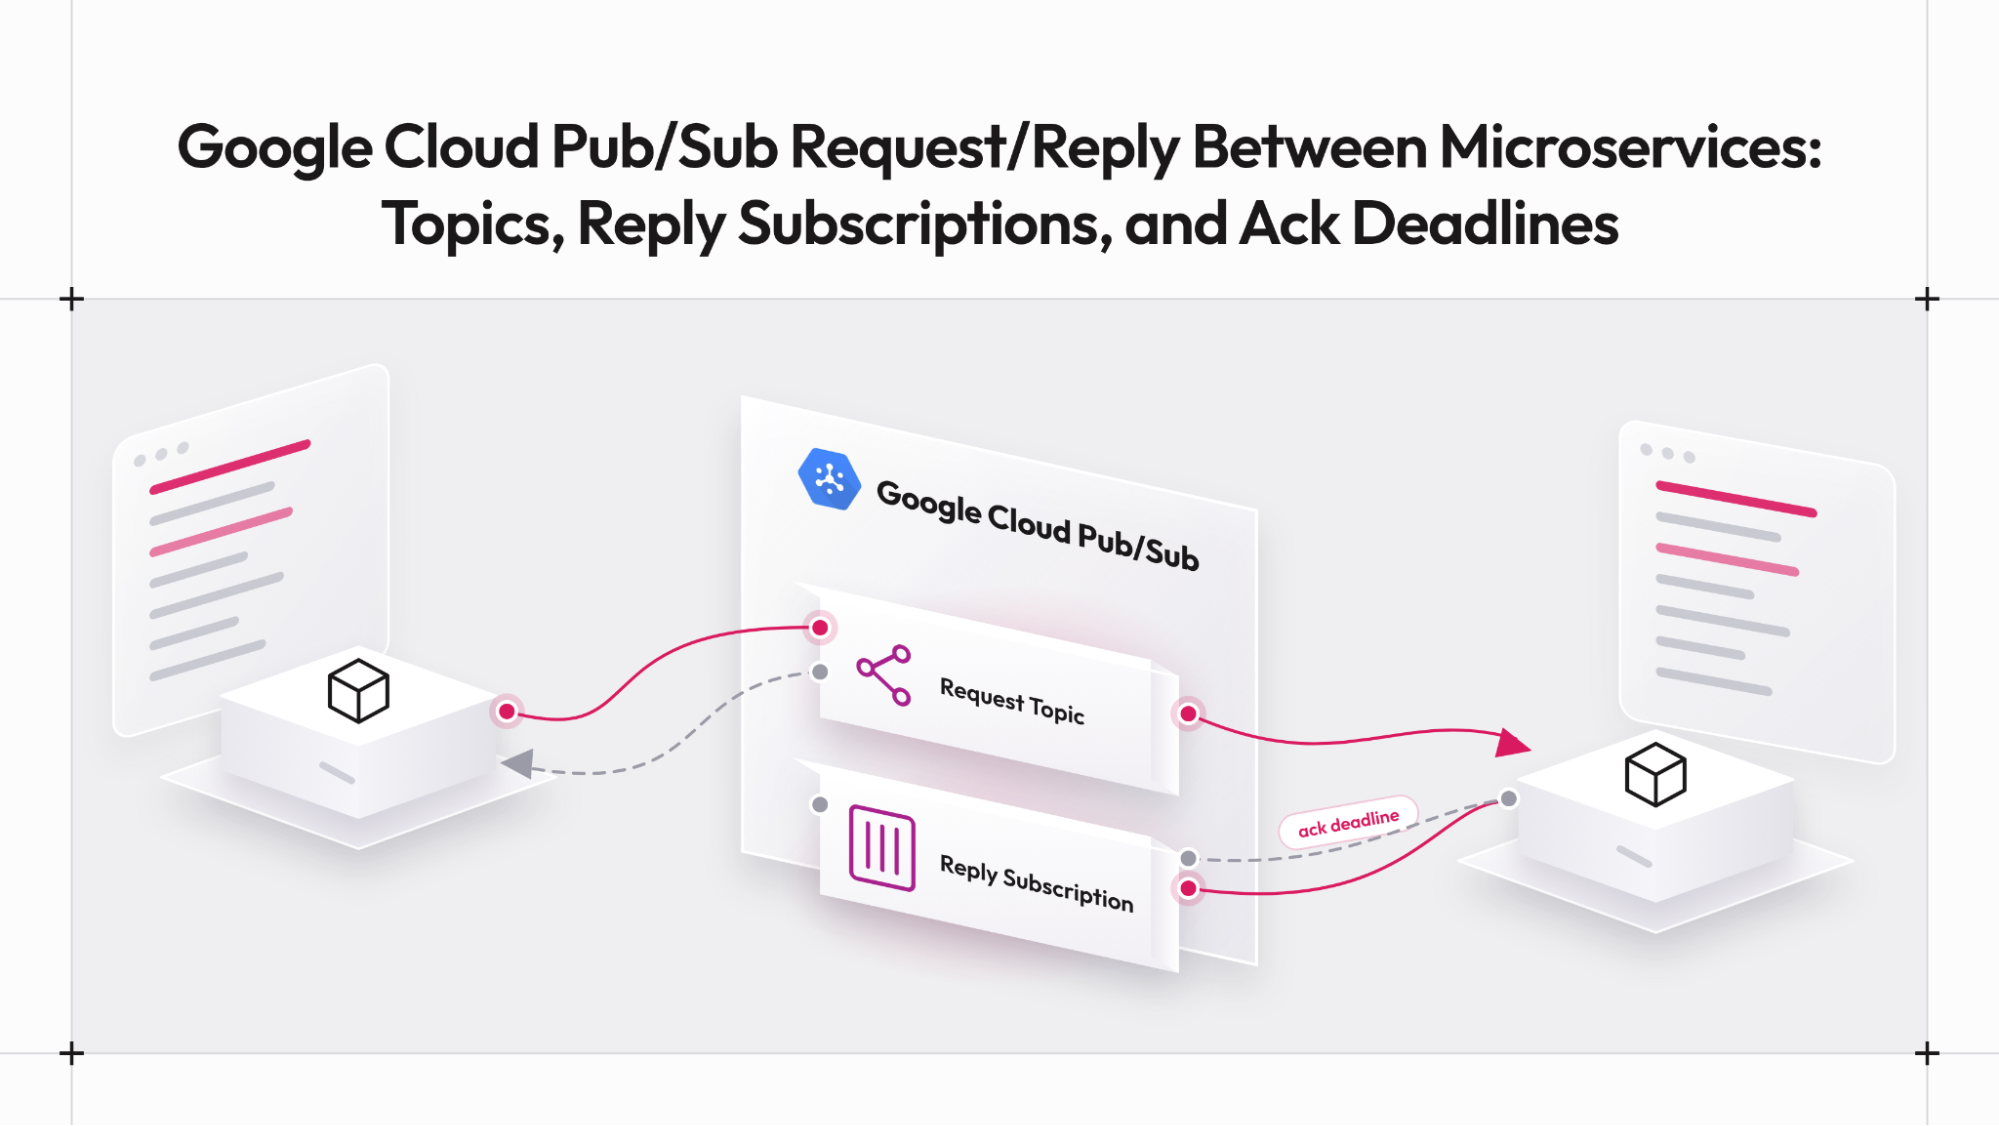 Google Cloud Pub/Sub Request/Reply Between Microservices:
Topics, Reply Subscriptions, and Ack Deadlines
Google Cloud Pub/Sub
Request Topic
ack deadline
Reply Subscription